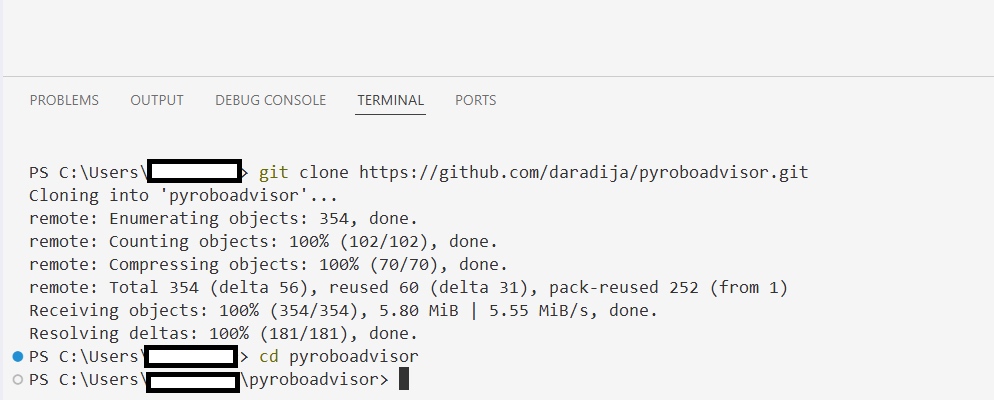 PROBLEMS OUTPUT DEBUG CONSOLE TERMINAL PORTS
PS C:\Users\> git clone https://github.com/daradija/pyroboadvisor.git
Cloning into 'pyroboadvisor'...
remote: Enumerating objects: 354, done.
remote: Counting objects: 100% (102/102), done.
remote: Compressing objects: 100% (70/70), done.
remote: Total 354 (delta 56), reused 60 (delta 31), pack-reused 252 (from 1)
Receiving objects: 100% (354/354), 5.80 MiB | 5.55 MiB/s, done.
Resolving deltas: 100% (181/181), done.
PS C:\Users\> cd pyroboadvisor
PS C:\Users\\pyroboadvisor>